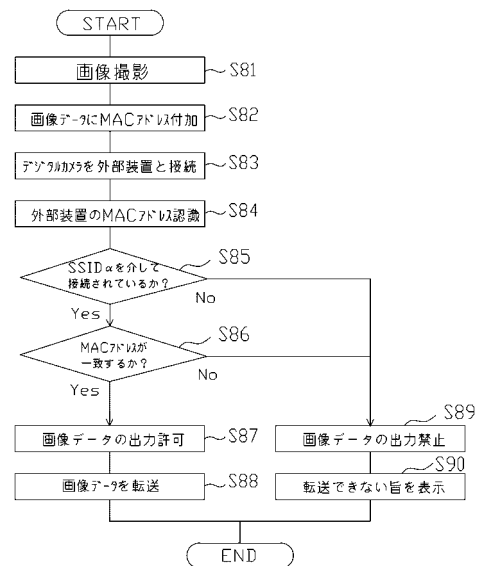 START
画像撮影
S81
画像データにMACアドレス付加
S82
デジタルカメラを外部装置と接続
S83
外部装置のMACアドレス認識
S84
SSIDαを介して
接続されているか?
S85
No
Yes
MACアドレスが
一致するか?
S86
No
Yes
画像データの出力許可
S87
画像データの出力禁止
S89
画像データを転送
S88
転送できない旨を表示
S90
END